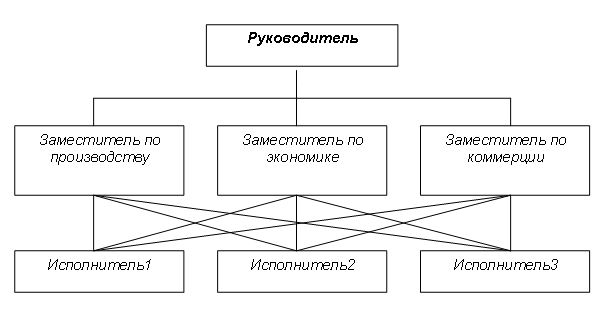 Руководитель
Заместитель по
производству
Заместитель по
экономике
Заместитель по
коммерции
Исполнитель1
Исполнитель2
Исполнитель3